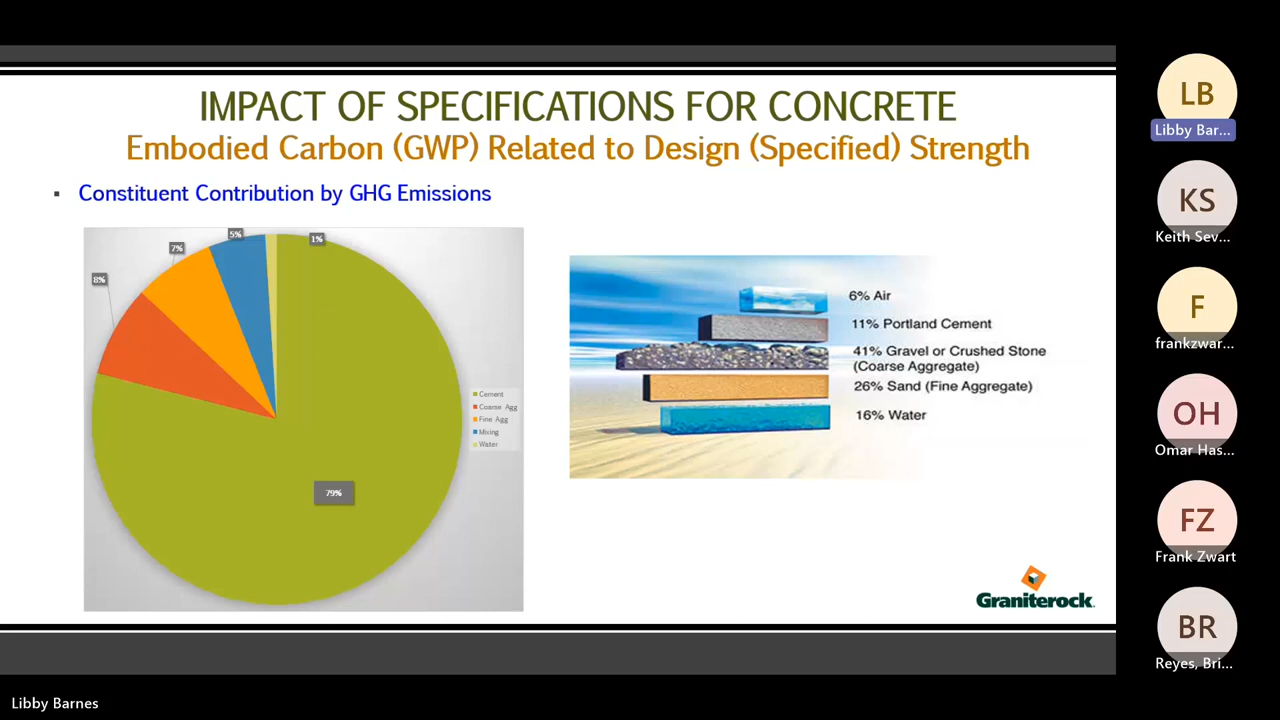 IMPACT OF SPECIFICATIONS FOR CONCRETE
Embodied Carbon (GWP) Related to Design (Specified) Strength
▪ Constituent Contribution by GHG Emissions
1%
5%
7%
8%
79%
Cement
Coarse Agg
Fine Agg
Mixing
Water
6% Air
11% Portland Cement
41% Gravel or Crushed Stone
(Coarse Aggregate)
26% Sand (Fine Aggregate)
16% Water
Graniterock.
LB
Libby Bar...
KS
Keith Sev...
F
frankzwar...
OH
Omar Has...
FZ
Frank Zwart
BR
Reyes, Bri...
Libby Barnes